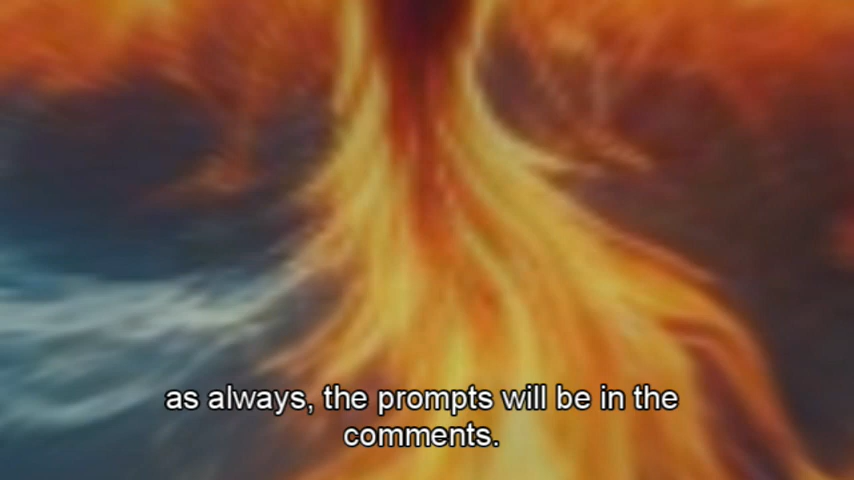 as always, the prompts will be in the
comments.